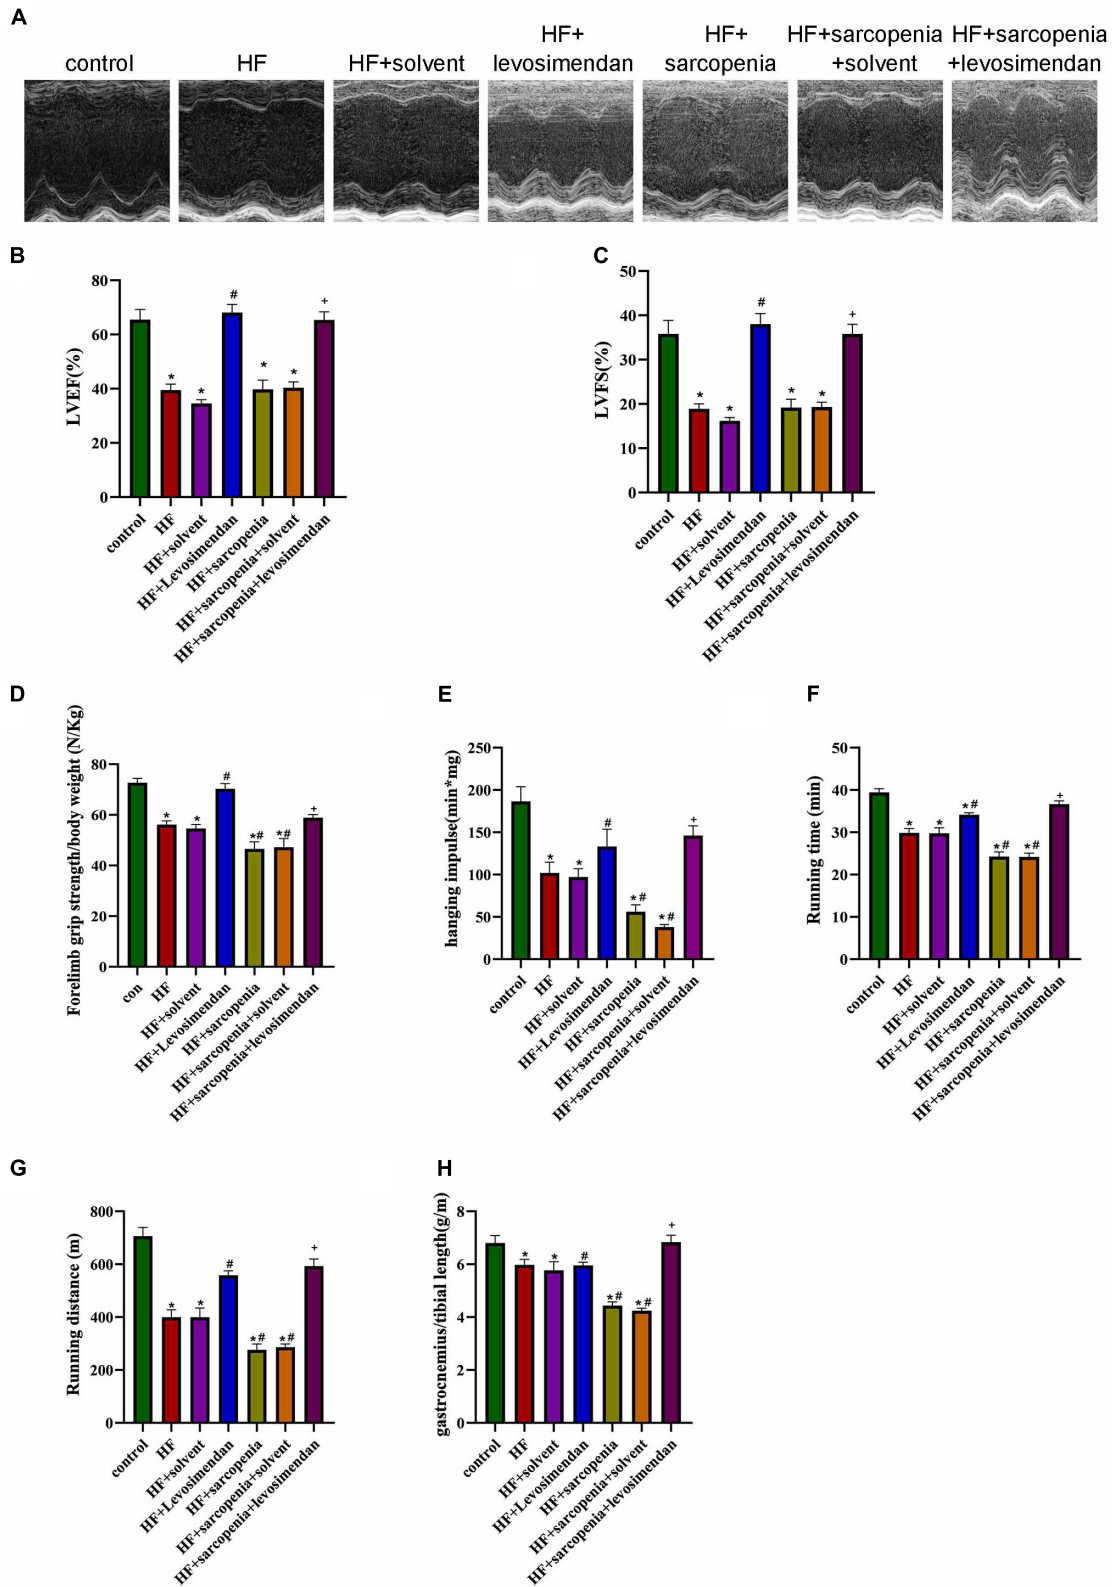 A
control
HF
HF+solvent
HF+
levosimendan
HF+
sarcopenia
HF+sarcopenia
+solvent
HF+sarcopenia
+levosimendan
B
LVEF(%)
80
60
40
20
0
*
*
#
*
*
+
control
HF
HF+solvent
HF+Levosimendan
HF+sarcopenia
HF+sarcopenia+solvent
HF+sarcopenia+levosimendan
C
LVFS(%)
50
40
30
20
10
0
*
*
#
*
*
+
control
HF
HF+solvent
HF+Levosimendan
HF+sarcopenia
HF+sarcopenia+solvent
HF+sarcopenia+levosimendan
D
Forelimb grip strength/body weight (N/Kg)
80
60
40
20
0
*
*
#
*#
*#
+
con
HF
HF+solvent
HF+Levosimendan
HF+sarcopenia
HF+sarcopenia+solvent
HF+sarcopenia+levosimendan
E
hanging impulse(min*mg)
250
200
150
100
50
0
*
*
#
*#
*#
+
control
HF
HF+solvent
HF+Levosimendan
HF+sarcopenia
HF+sarcopenia+solvent
HF+sarcopenia+levosimendan
F
Running time (min)
50
40
30
20
10
0
*
*
*#
*#
*#
+
control
HF
HF+solvent
HF+Levosimendan
HF+sarcopenia
HF+sarcopenia+solvent
HF+sarcopenia+levosimendan
G
Running distance (m)
800
600
400
200
0
*
*
#
*#
*#
+
control
HF
HF+solvent
HF+Levosimendan
HF+sarcopenia
HF+sarcopenia+solvent
HF+sarcopenia+levosimendan
H
gastrocnemius/tibial length(g/m)
8
6
4
2
0
*
*
#
*#
*#
+
control
HF
HF+solvent
HF+Levosimendan
HF+sarcopenia
HF+sarcopenia+solvent
HF+sarcopenia+levosimendan